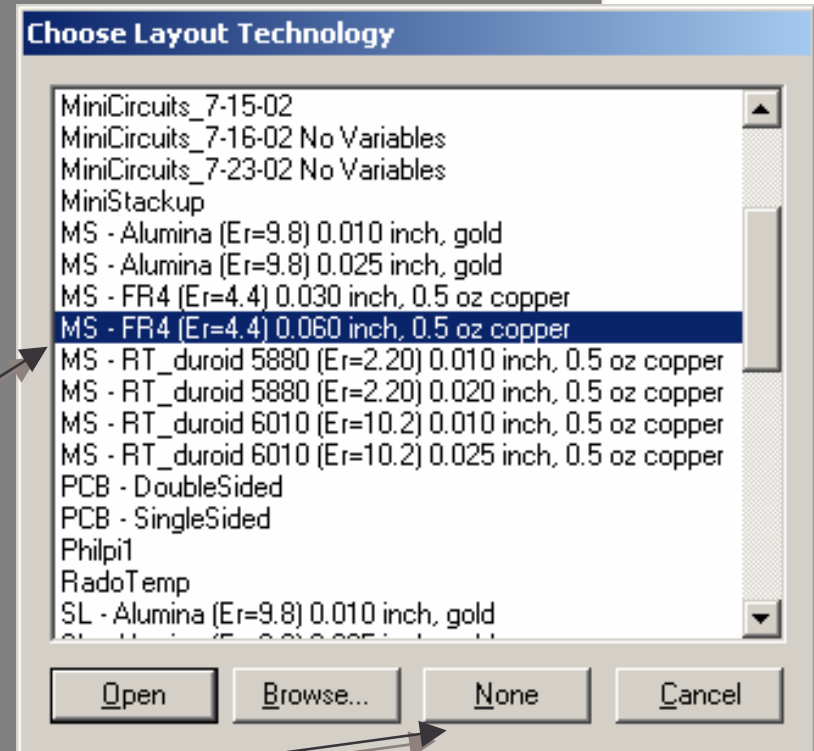 Choose Layout Technology
MiniCircuits_7-15-02
MiniCircuits_7-16-02 No Variables
MiniCircuits_7-23-02 No Variables
MiniStackup
MS - Alumina (Er=9.8) 0.010 inch, gold
MS - Alumina (Er=9.8) 0.025 inch, gold
MS - FR4 (Er=4.4) 0.030 inch, 0.5 oz copper
MS - FR4 (Er=4.4) 0.060 inch, 0.5 oz copper
MS - RT_duroid 5880 (Er=2.20) 0.010 inch, 0.5 oz copper
MS - RT_duroid 5880 (Er=2.20) 0.020 inch, 0.5 oz copper
MS - RT_duroid 6010 (Er=10.2) 0.010 inch, 0.5 oz copper
MS - RT_duroid 6010 (Er=10.2) 0.025 inch, 0.5 oz copper
PCB - DoubleSided
PCB - SingleSided
Philpi1
RadoTemp
SL - Alumina (Er=9.8) 0.010 inch, gold
Open Browse... None Cancel